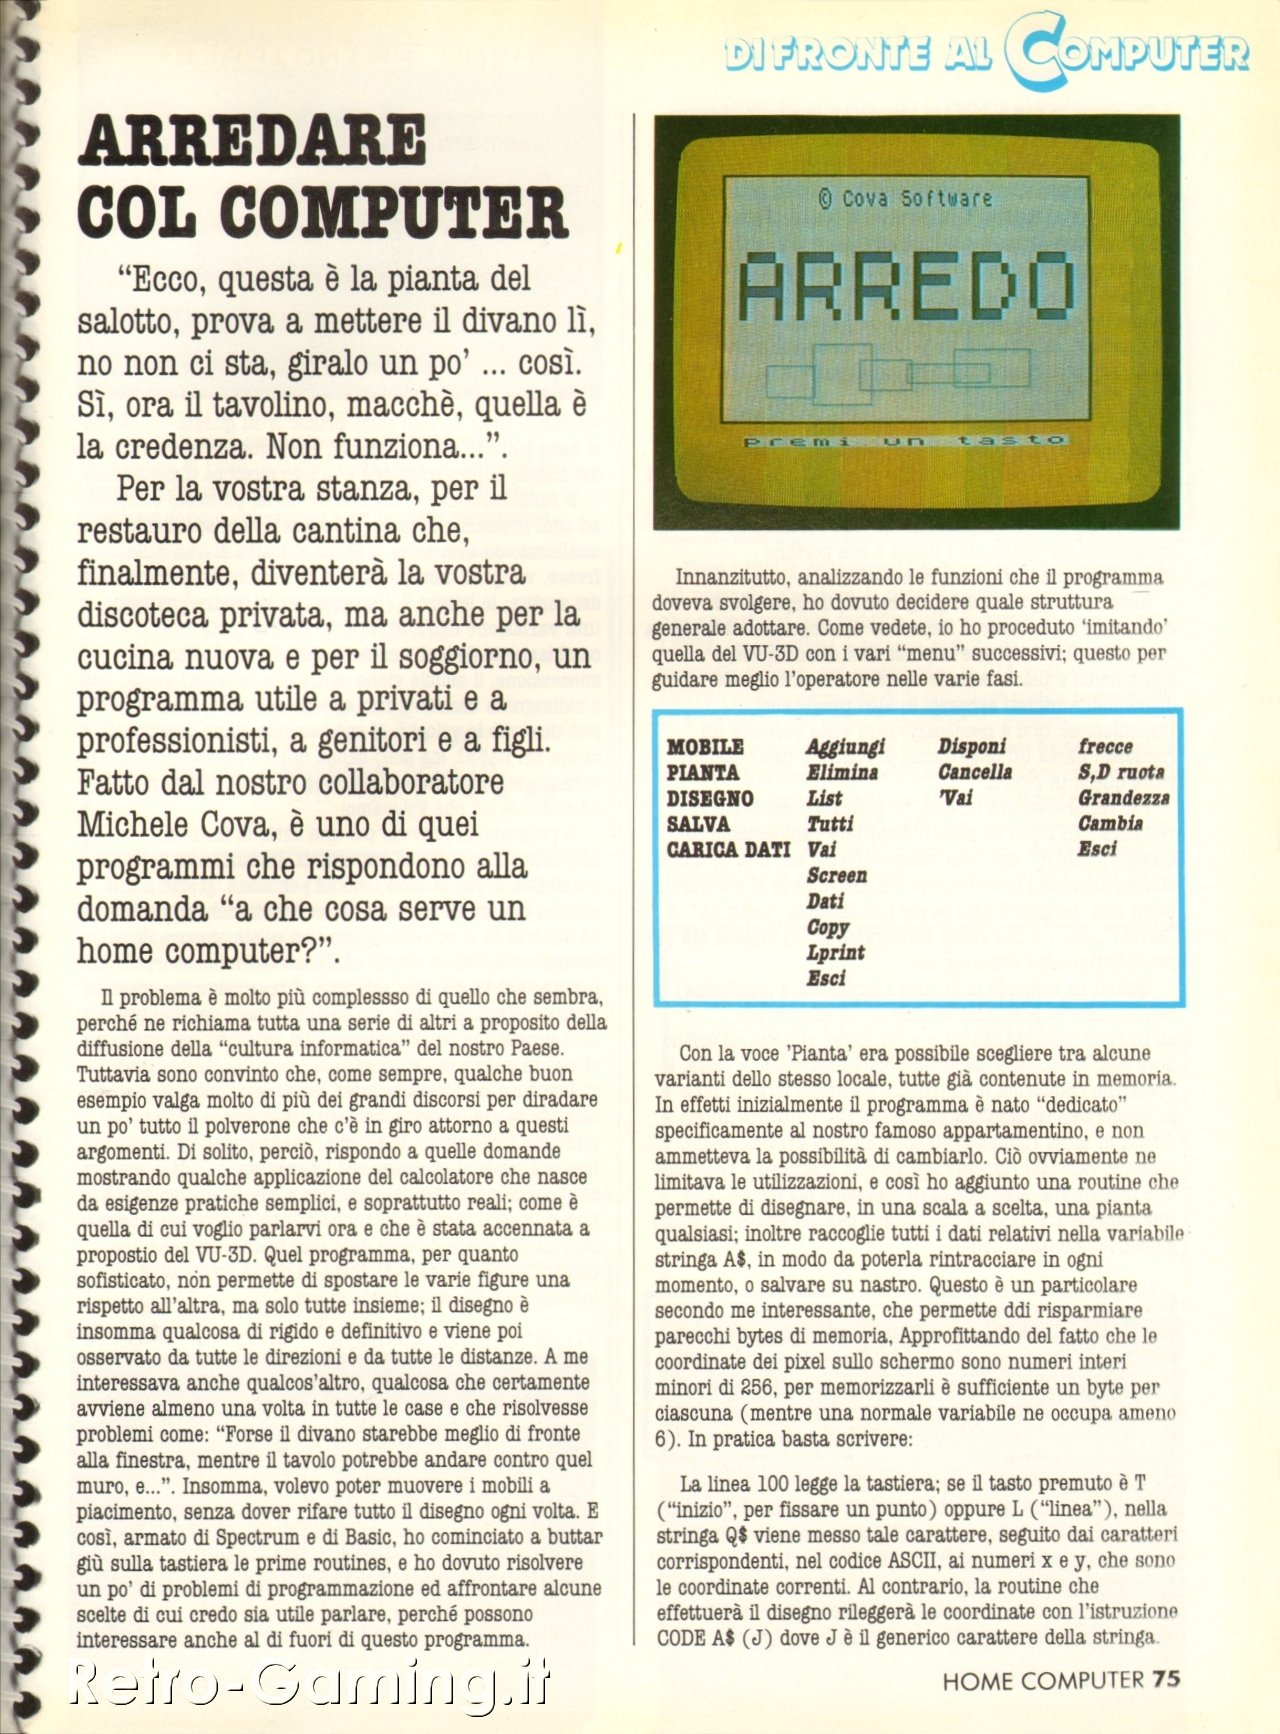 DI FRONTE AL COMPUTER
ARREDARE
COL COMPUTER
“Ecco, questa è la pianta del
salotto, prova a mettere il divano lì,
no non ci sta, giralo un po’ ... così.
Sì, ora il tavolino, macchè, quella è
la credenza. Non funziona...”.
Per la vostra stanza, per il
restauro della cantina che,
finalmente, diventerà la vostra
discoteca privata, ma anche per la
cucina nuova e per il soggiorno, un
programma utile a privati e a
professionisti, a genitori e a figli.
Fatto dal nostro collaboratore
Michele Cova, è uno di quei
programmi che rispondono alla
domanda “a che cosa serve un
home computer?”.
Il problema è molto più complessso di quello che sembra,
perché ne richiama tutta una serie di altri a proposito della
diffusione della “cultura informatica” del nostro Paese.
Tuttavia sono convinto che, come sempre, qualche buon
esempio valga molto di più dei grandi discorsi per diradare
un po’ tutto il polverone che c’è in giro attorno a questi
argomenti. Di solito, perciò, rispondo a quelle domande
mostrando qualche applicazione del calcolatore che nasce
da esigenze pratiche semplici, e soprattutto reali; come è
quella di cui voglio parlarvi ora e che è stata accennata a
propostio del VU-3D. Quel programma, per quanto
sofisticato, non permette di spostare le varie figure una
rispetto all’altra, ma solo tutte insieme; il disegno è
insomma qualcosa di rigido e definitivo e viene poi
osservato da tutte le direzioni e da tutte le distanze. A me
interessava anche qualcos’altro, qualcosa che certamente
avviene almeno una volta in tutte le case e che risolvesse
problemi come: “Forse il divano starebbe meglio di fronte
alla finestra, mentre il tavolo potrebbe andare contro quel
muro, e...”. Insomma, volevo poter muovere i mobili a
piacimento, senza dover rifare tutto il disegno ogni volta. E
così, armato di Spectrum e di Basic, ho cominciato a buttar
giù sulla tastiera le prime routines, e ho dovuto risolvere
un po’ di problemi di programmazione ed affrontare alcune
scelte di cui credo sia utile parlare, perché possono
interessare anche al di fuori di questo programma.
© Cova Software
ARREDO
premi un tasto
Innanzitutto, analizzando le funzioni che il programma
doveva svolgere, ho dovuto decidere quale struttura
generale adottare. Come vedete, io ho proceduto ‘imitando’
quella del VU-3D con i vari “menu” successivi; questo per
guidare meglio l’operatore nelle varie fasi.
MOBILE Aggiungi Disponi frecce
PIANTA Elimina Cancella S,D ruota
DISEGNO List 'Vai Grandezza
SALVA Tutti Cambia
CARICA DATI Vai Esci
Screen
Dati
Copy
Lprint
Esci
Con la voce ’Pianta’ era possibile scegliere tra alcune
varianti dello stesso locale, tutte già contenute in memoria.
In effetti inizialmente il programma è nato “dedicato”
specificamente al nostro famoso appartamentino, e non
ammetteva la possibilità di cambiarlo. Ciò ovviamente ne
limitava le utilizzazioni, e così ho aggiunto una routine che
permette di disegnare, in una scala a scelta, una pianta
qualsiasi; inoltre raccoglie tutti i dati relativi nella variabile
stringa A$, in modo da poterla rintracciare in ogni
momento, o salvare su nastro. Questo è un particolare
secondo me interessante, che permette ddi risparmiare
parecchi bytes di memoria, Approfittando del fatto che le
coordinate dei pixel sullo schermo sono numeri interi
minori di 256, per memorizzarli è sufficiente un byte per
ciascuna (mentre una normale variabile ne occupa ameno
6). In pratica basta scrivere:
La linea 100 legge la tastiera; se il tasto premuto è T
(“inizio”, per fissare un punto) oppure L (“linea”), nella
stringa Q$ viene messo tale carattere, seguito dai caratteri
corrispondenti, nel codice ASCII, ai numeri x e y, che sono
le coordinate correnti. Al contrario, la routine che
effettuerà il disegno rileggerà le coordinate con l’istruzione
CODE A$ (J) dove J è il generico carattere della stringa.
HOME COMPUTER 75
Retro-Gaming.it